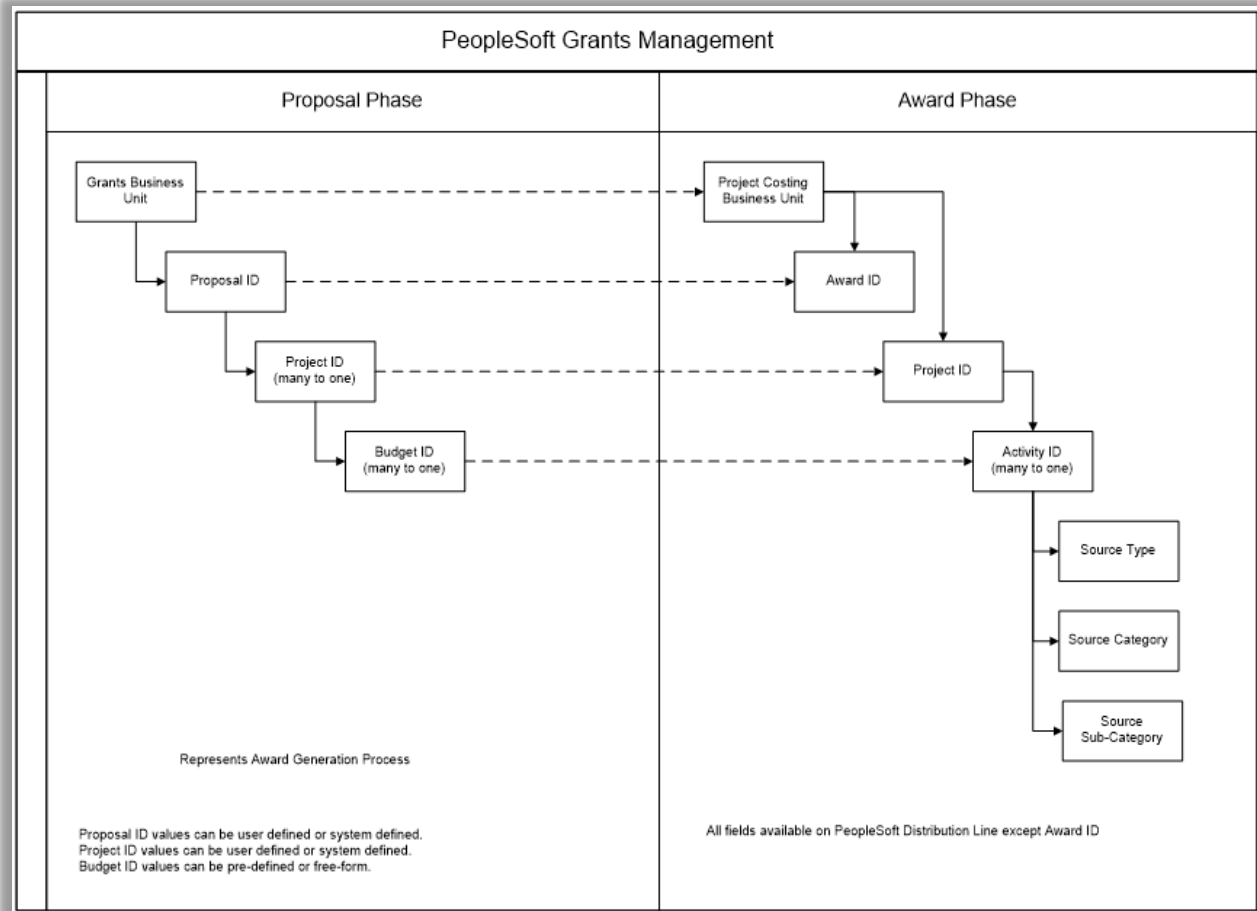 PeopleSoft Grants Management
Proposal Phase
Award Phase
Grants Business
Unit
Project Costing
Business Unit
Proposal ID
Award ID
Project ID
(many to one)
Project ID
Budget ID
(many to one)
Activity ID
(many to one)
Source Type
Source Category
Source
Sub-Category
Represents Award Generation Process
Proposal ID values can be user defined or system defined.
Project ID values can be user defined or system defined.
Budget ID values can be pre-defined or free-form.
All fields available on PeopleSoft Distribution Line except Award ID